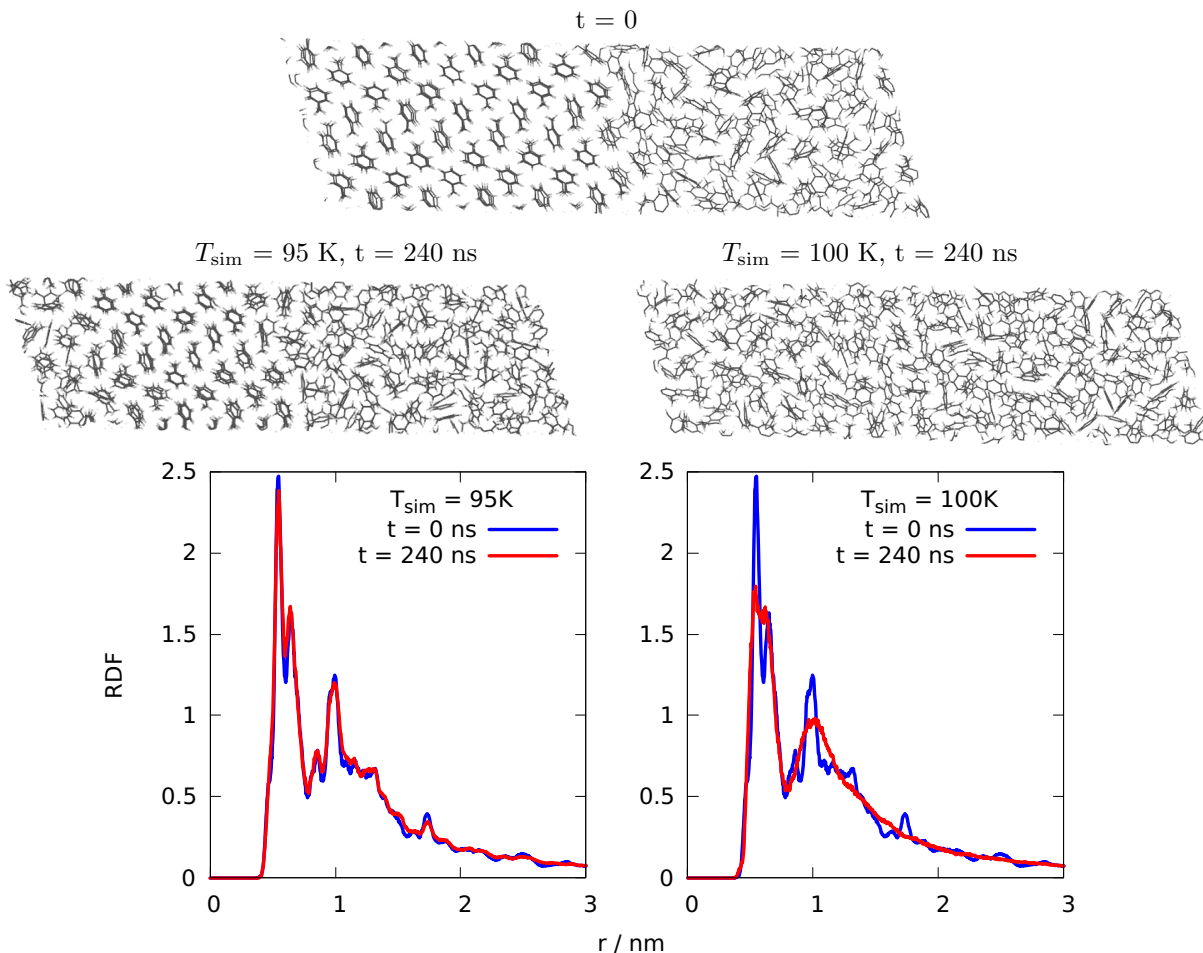 t = 0
T_sim = 95 K, t = 240 ns
T_sim = 100 K, t = 240 ns
2.5
2
1.5
1
0.5
0
RDF
T_sim = 95K
t = 0 ns
t = 240 ns
0
1
2
3
2.5
2
1.5
1
0.5
0
T_sim = 100K
t = 0 ns
t = 240 ns
0
1
2
3
r / nm